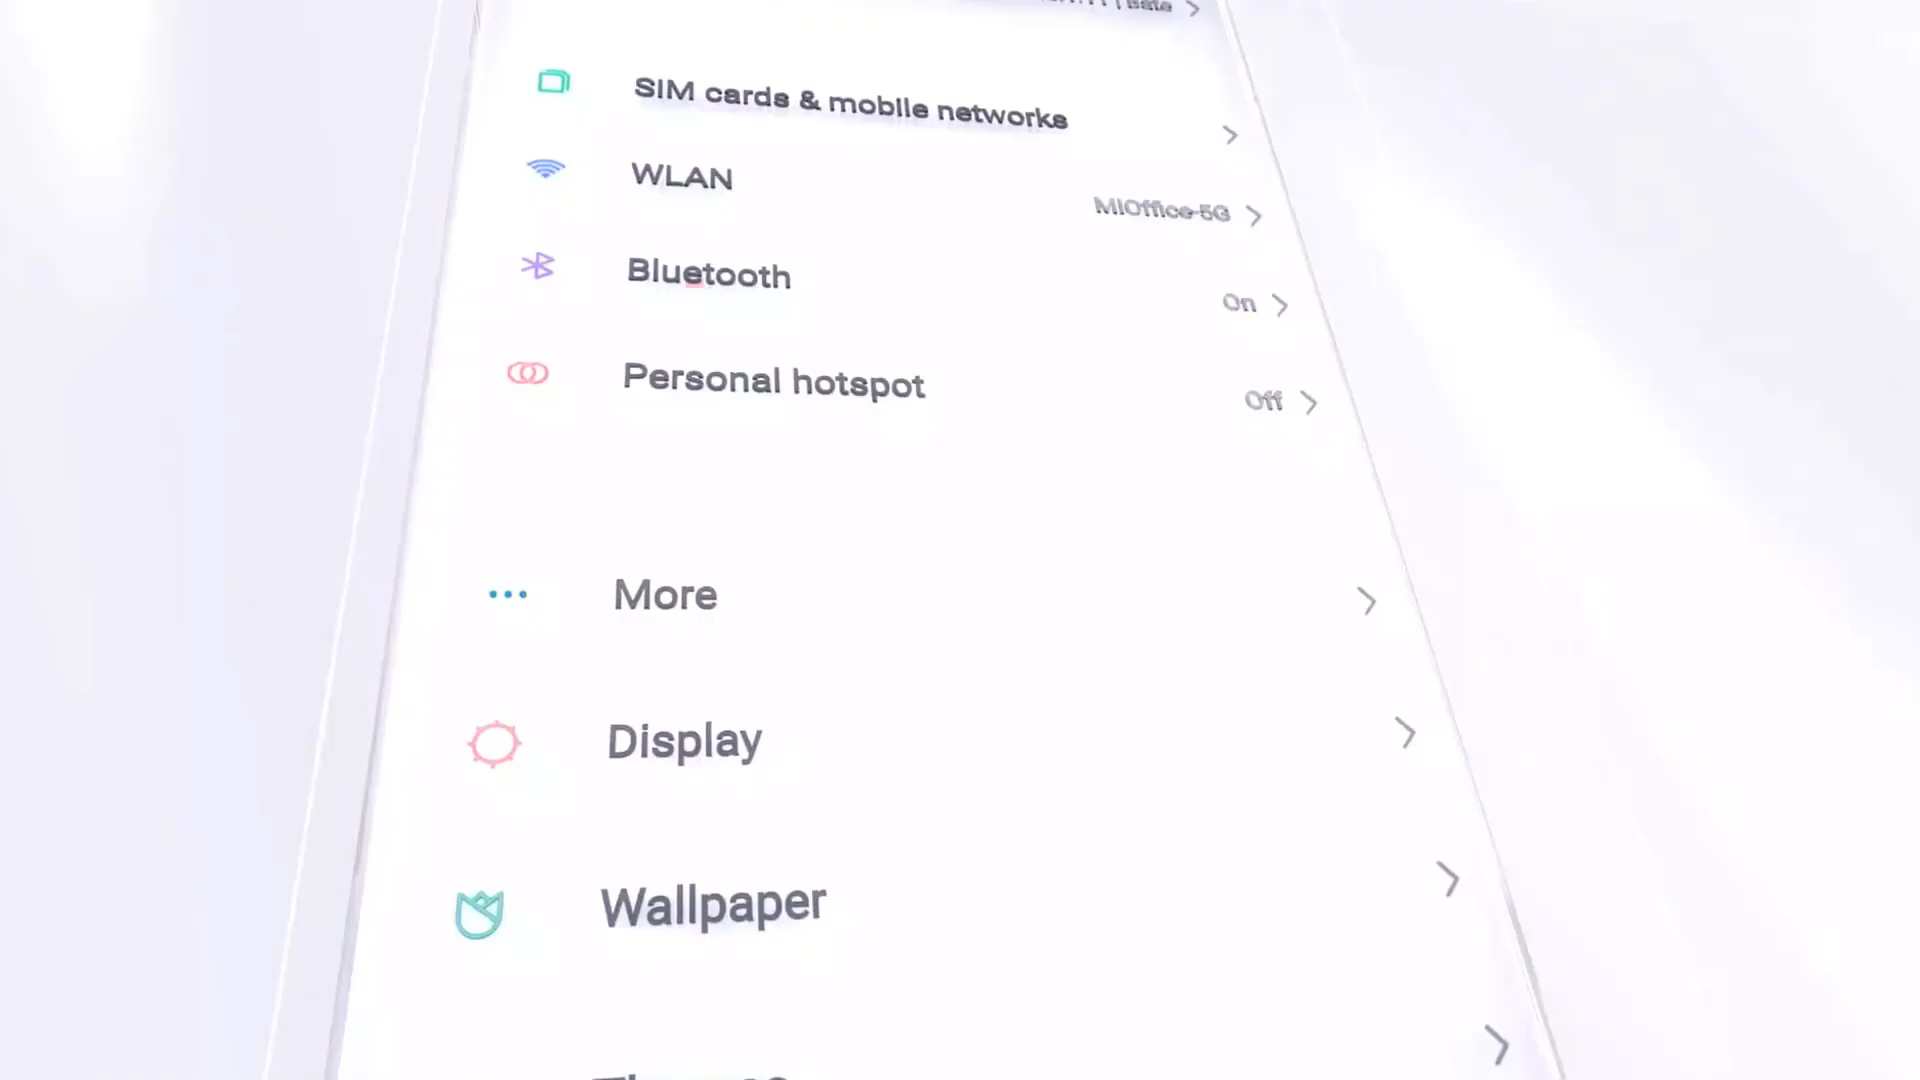 SIM cards & mobile networks
WLAN
MIOffice-5G
Bluetooth
On
Personal hotspot
Off
More
Display
Wallpaper